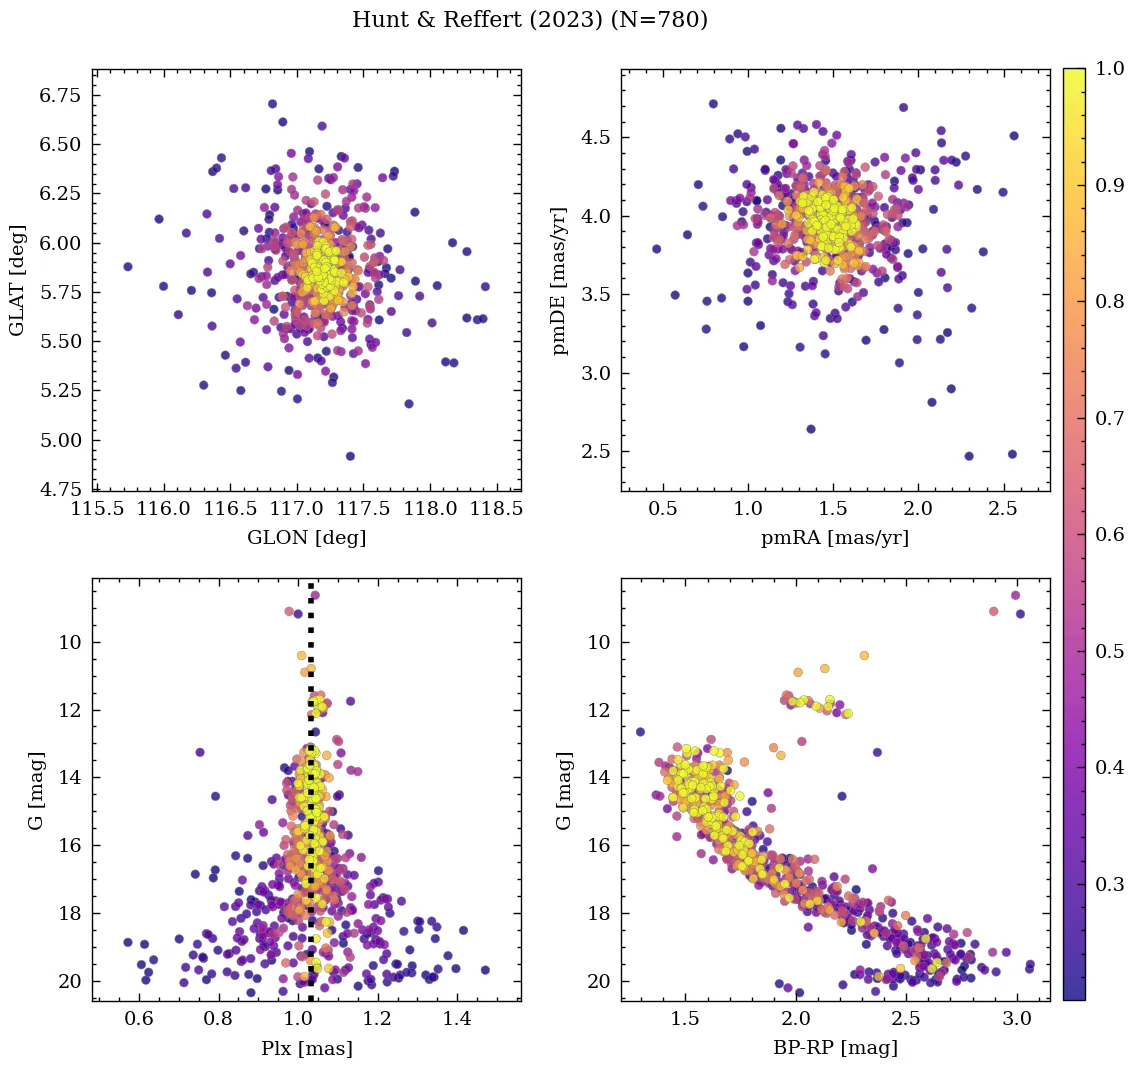 Hunt & Reffert (2023) (N=780)
6.75
6.50
6.25
6.00
5.75
5.50
5.25
5.00
4.75
GLAT [deg]
115.5 116.0 116.5 117.0 117.5 118.0 118.5
GLON [deg]
4.5
4.0
3.5
3.0
2.5
pmDE [mas/yr]
0.5 1.0 1.5 2.0 2.5
pmRA [mas/yr]
10
12
14
16
18
20
G [mag]
0.6 0.8 1.0 1.2 1.4
Plx [mas]
10
12
14
16
18
20
G [mag]
1.5 2.0 2.5 3.0
BP-RP [mag]
1.0
0.9
0.8
0.7
0.6
0.5
0.4
0.3